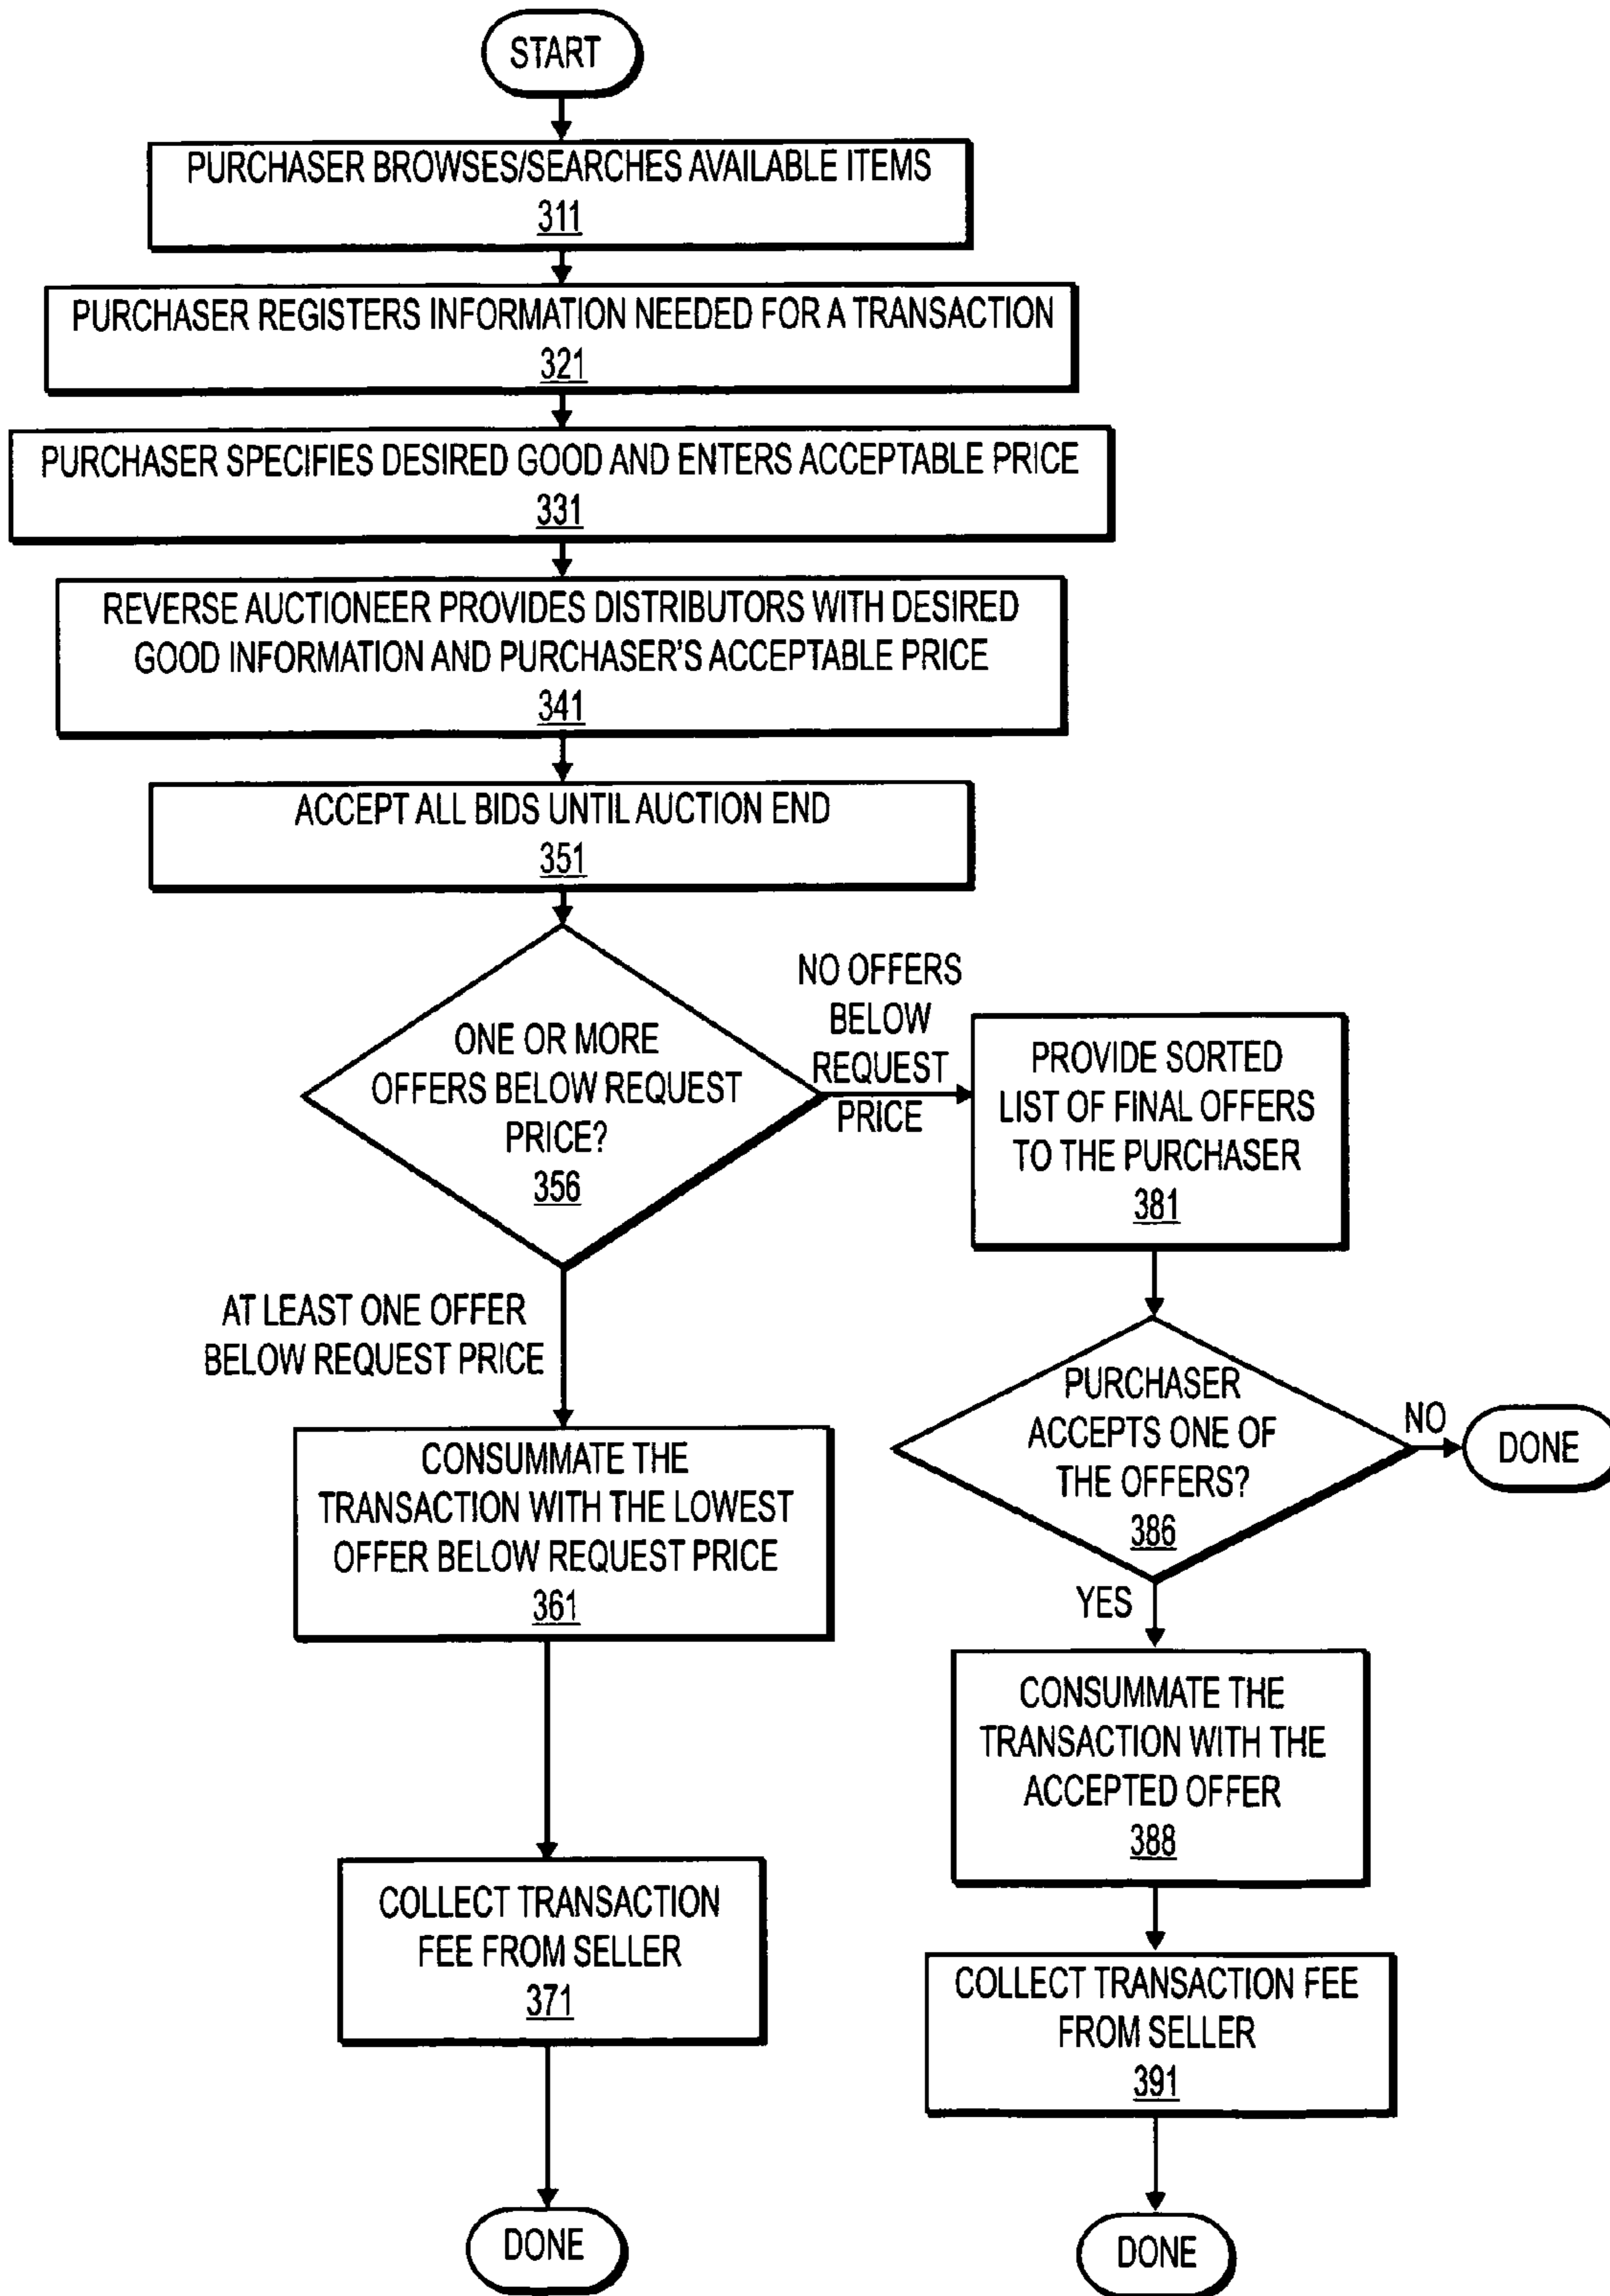 START
PURCHASER BROWSES/SEARCHES AVAILABLE ITEMS
311
PURCHASER REGISTERS INFORMATION NEEDED FOR A TRANSACTION
321
PURCHASER SPECIFIES DESIRED GOOD AND ENTERS ACCEPTABLE PRICE
331
REVERSE AUCTIONEER PROVIDES DISTRIBUTORS WITH DESIRED
GOOD INFORMATION AND PURCHASER'S ACCEPTABLE PRICE
341
ACCEPT ALL BIDS UNTIL AUCTION END
351
ONE OR MORE
OFFERS BELOW REQUEST
PRICE?
356
NO OFFERS
BELOW
REQUEST
PRICE
PROVIDE SORTED
LIST OF FINAL OFFERS
TO THE PURCHASER
381
AT LEAST ONE OFFER
BELOW REQUEST PRICE
PURCHASER
ACCEPTS ONE OF
THE OFFERS?
386
NO
DONE
YES
CONSUMMATE THE
TRANSACTION WITH THE LOWEST
OFFER BELOW REQUEST PRICE
361
CONSUMMATE THE
TRANSACTION WITH THE
ACCEPTED OFFER
388
COLLECT TRANSACTION
FEE FROM SELLER
371
COLLECT TRANSACTION FEE
FROM SELLER
391
DONE
DONE